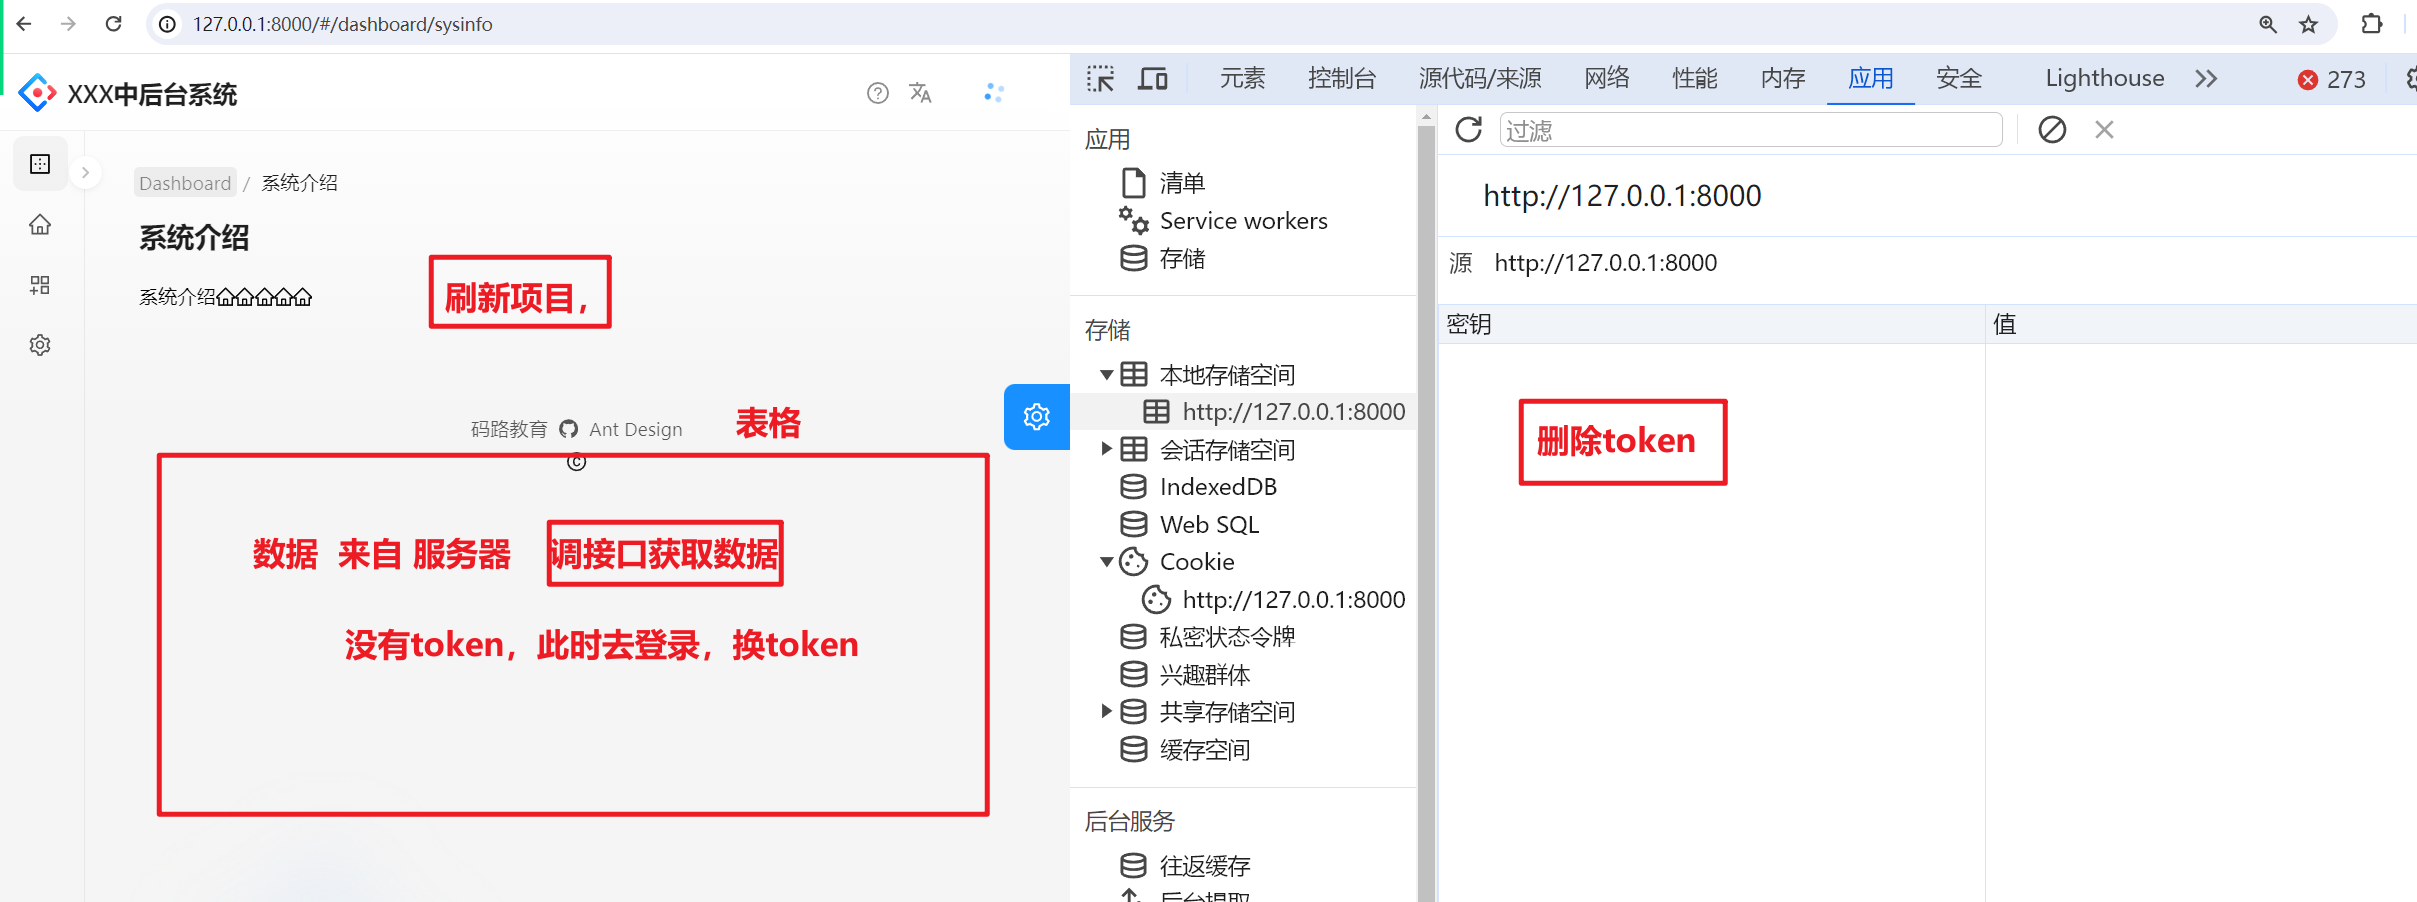 127.0.0.1:8000/#/dashboard/sysinfo
XXX中后台系统
Dashboard / 系统介绍
系统介绍
系统介绍
刷新项目，
码路教育 Ant Design
©
表格
数据 来自 服务器 调接口获取数据
没有token，此时去登录，换token
元素 控制台 源代码/来源 网络 性能 内存 应用 安全 Lighthouse 273
应用
清单
Service workers
存储
存储
本地存储空间
http://127.0.0.1:8000
会话存储空间
IndexedDB
Web SQL
Cookie
http://127.0.0.1:8000
私密状态令牌
兴趣群体
共享存储空间
缓存空间
后台服务
往返缓存
后台提取
过滤
http://127.0.0.1:8000
源 http://127.0.0.1:8000
密钥 值
删除token